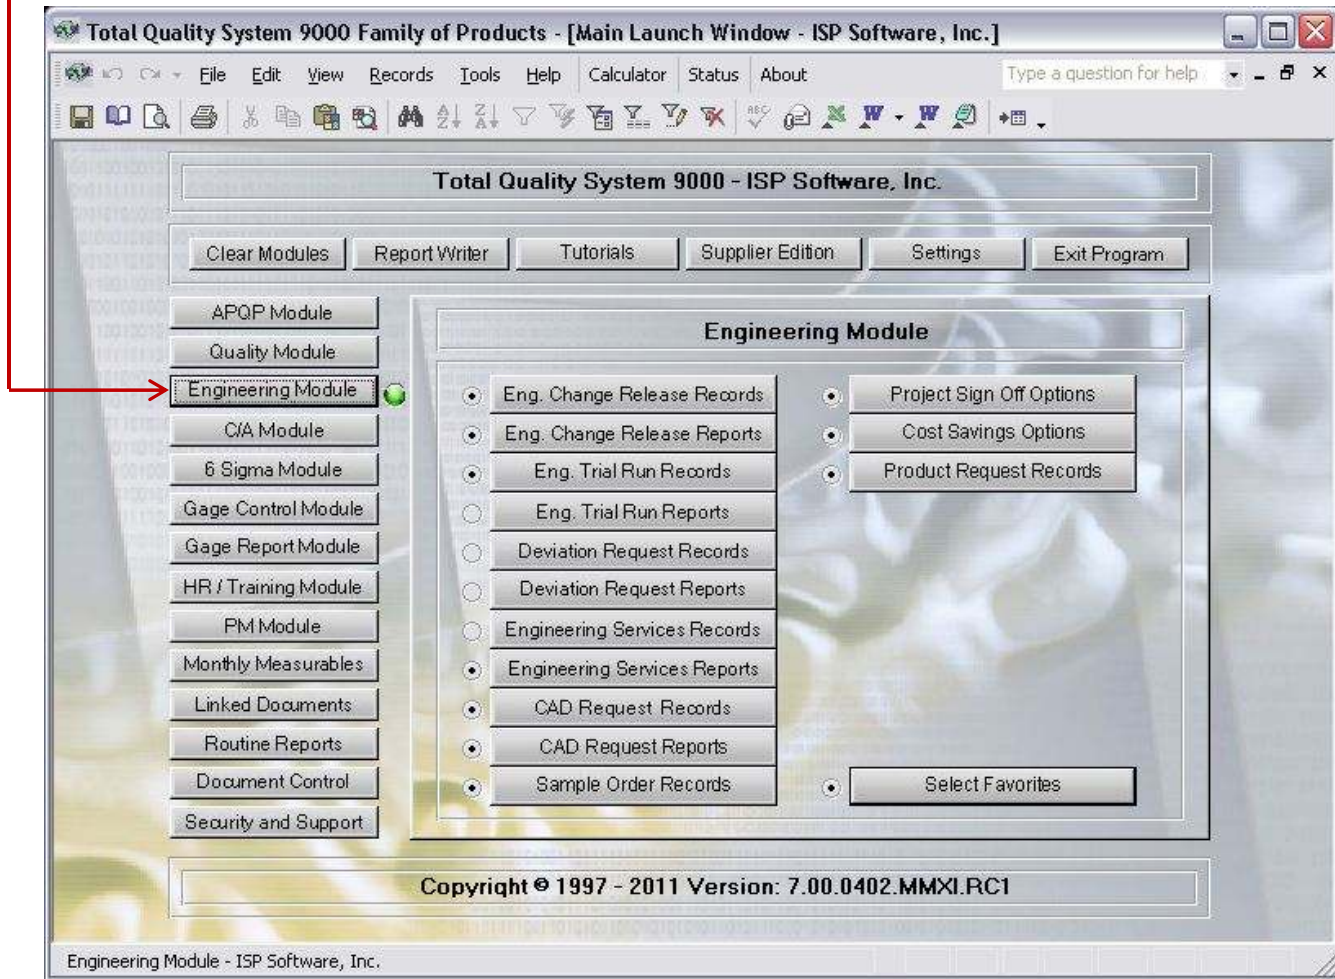 Total Quality System 9000 Family of Products - [Main Launch Window - ISP Software, Inc.]
File Edit View Records Tools Help Calculator Status About Type a question for help
Total Quality System 9000 - ISP Software, Inc.
Clear Modules Report Writer Tutorials Supplier Edition Settings Exit Program
APQP Module
Quality Module
Engineering Module
C/A Module
6 Sigma Module
Gage Control Module
Gage Report Module
HR / Training Module
PM Module
Monthly Measurables
Linked Documents
Routine Reports
Document Control
Security and Support
Engineering Module
Eng. Change Release Records
Eng. Change Release Reports
Eng. Trial Run Records
Eng. Trial Run Reports
Deviation Request Records
Deviation Request Reports
Engineering Services Records
Engineering Services Reports
CAD Request Records
CAD Request Reports
Sample Order Records
Project Sign Off Options
Cost Savings Options
Product Request Records
Select Favorites
Copyright © 1997 - 2011 Version: 7.00.0402.MMXI.RC1
Engineering Module - ISP Software, Inc.